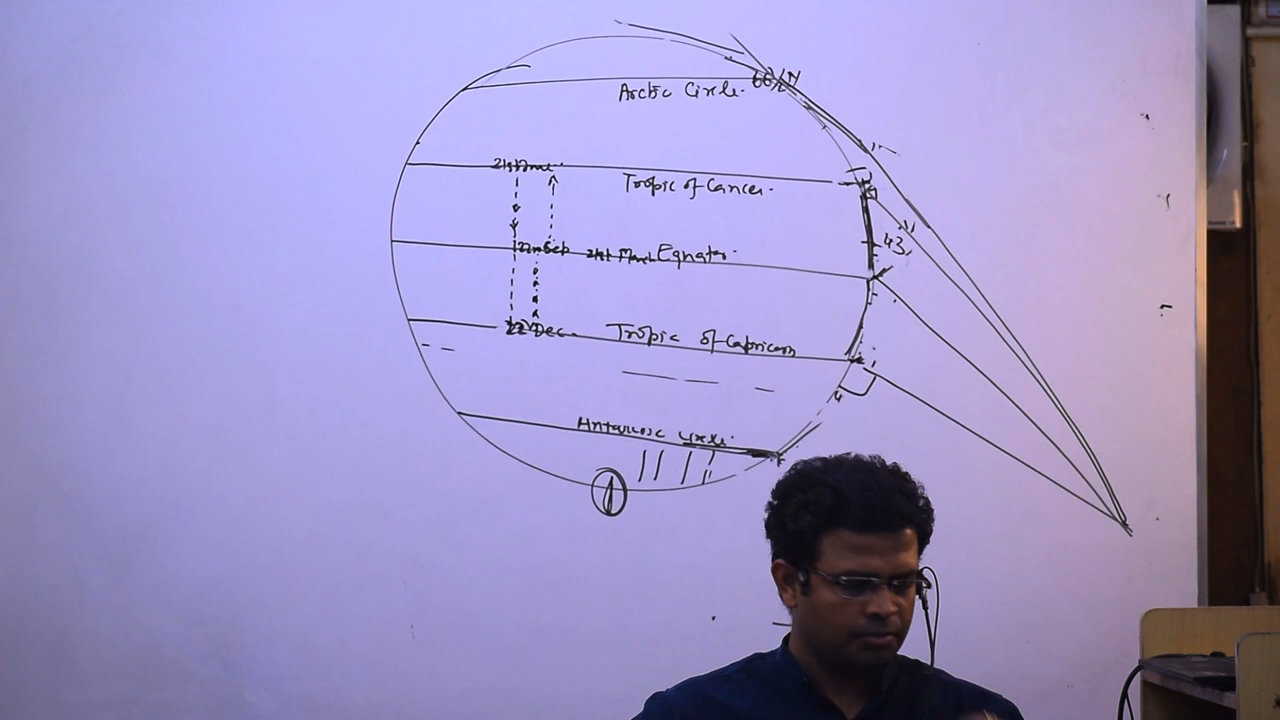 66½ N
Arctic Circle.
21st June
Tropic of Cancer.
43
22nd Sep 21st March Equator.
22 Dec. Tropic of Capricorn
Antarctic Circle.